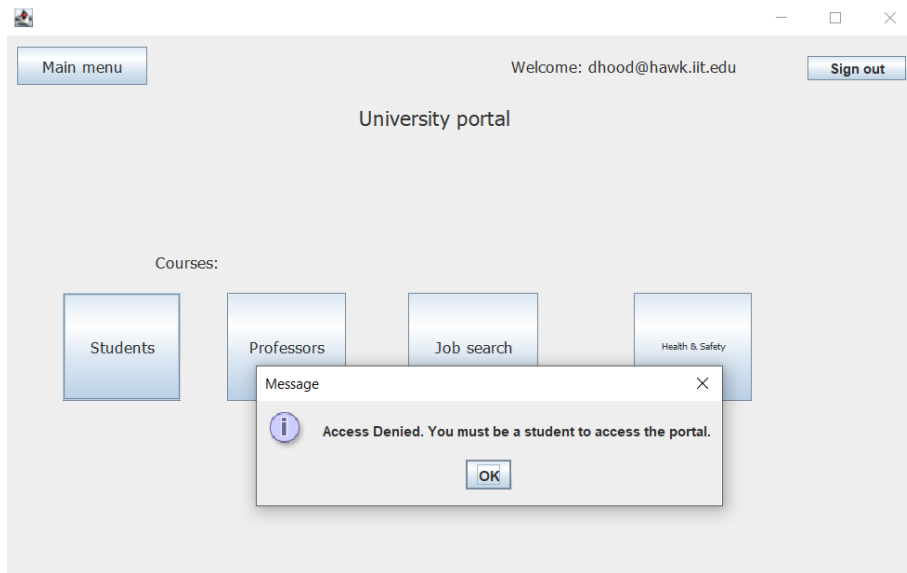 Main menu
Welcome: dhood@hawk.iit.edu
Sign out
University portal
Courses:
Students
Professors
Job search
Health & Safety
Message
Access Denied. You must be a student to access the portal.
OK